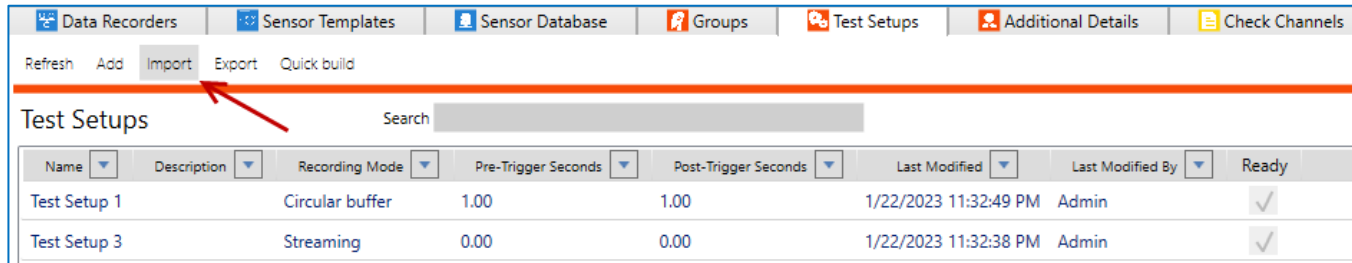 Data Recorders Sensor Templates Sensor Database Groups Test Setups Additional Details Check Channels
Refresh Add Import Export Quick build
Test Setups Search
Name Description Recording Mode Pre-Trigger Seconds Post-Trigger Seconds Last Modified Last Modified By Ready
Test Setup 1 Circular buffer 1.00 1.00 1/22/2023 11:32:49 PM Admin
Test Setup 3 Streaming 0.00 0.00 1/22/2023 11:32:38 PM Admin